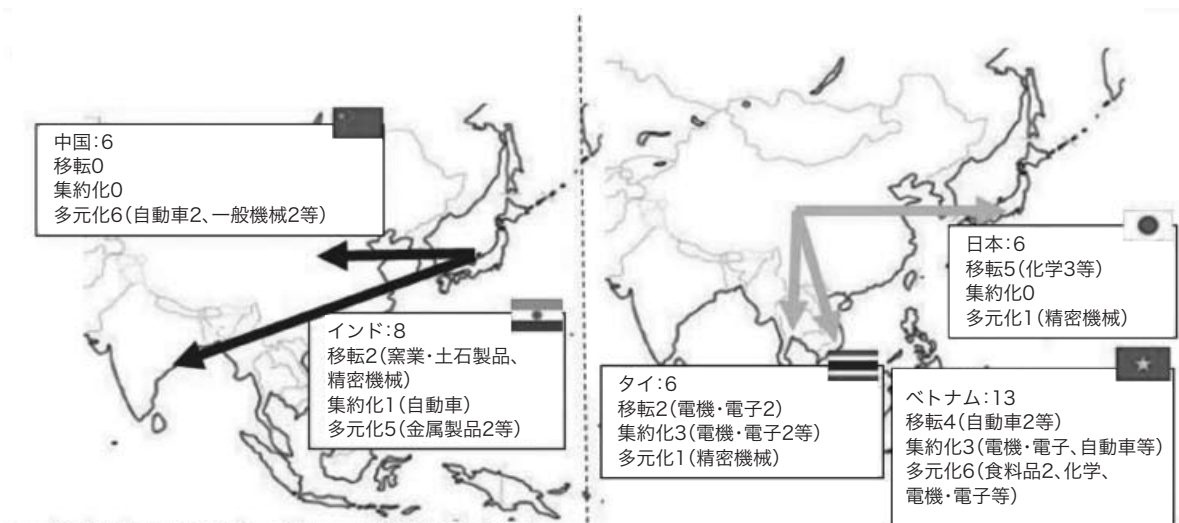 中国：6
移転0
集約化0
多元化6（自動車2、一般機械2等）
インド：8
移転2（窯業・土石製品、
精密機械）
集約化1（自動車）
多元化5（金属製品2等）
日本：6
移転5（化学3等）
集約化0
多元化1（精密機械）
タイ：6
移転2（電機・電子2）
集約化3（電機・電子2等）
多元化1（精密機械）
ベトナム：13
移転4（自動車2等）
集約化3（電機・電子、自動車等）
多元化6（食料品2、化学、
電機・電子等）